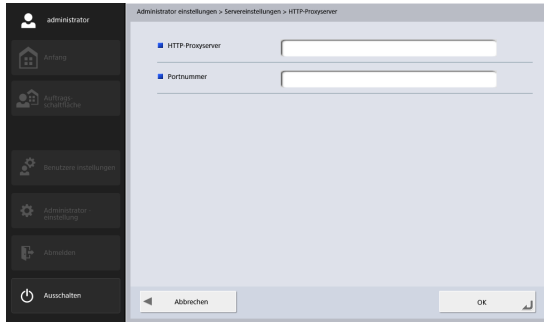 administrator
Administrator einstellungen > Servereinstellungen > HTTP-Proxyserver
Anfang
Auftrags-
schaltfläche
Benutzers instellungen
Administrator -
einstellung
Abmelden
Ausschalten
HTTP-Proxyserver
Portnummer
Abbrechen
OK